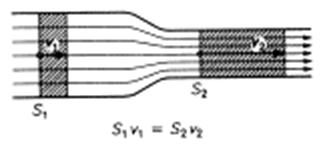 v₁ v₂
S₁ S₂
S₁v₁ = S₂v₂